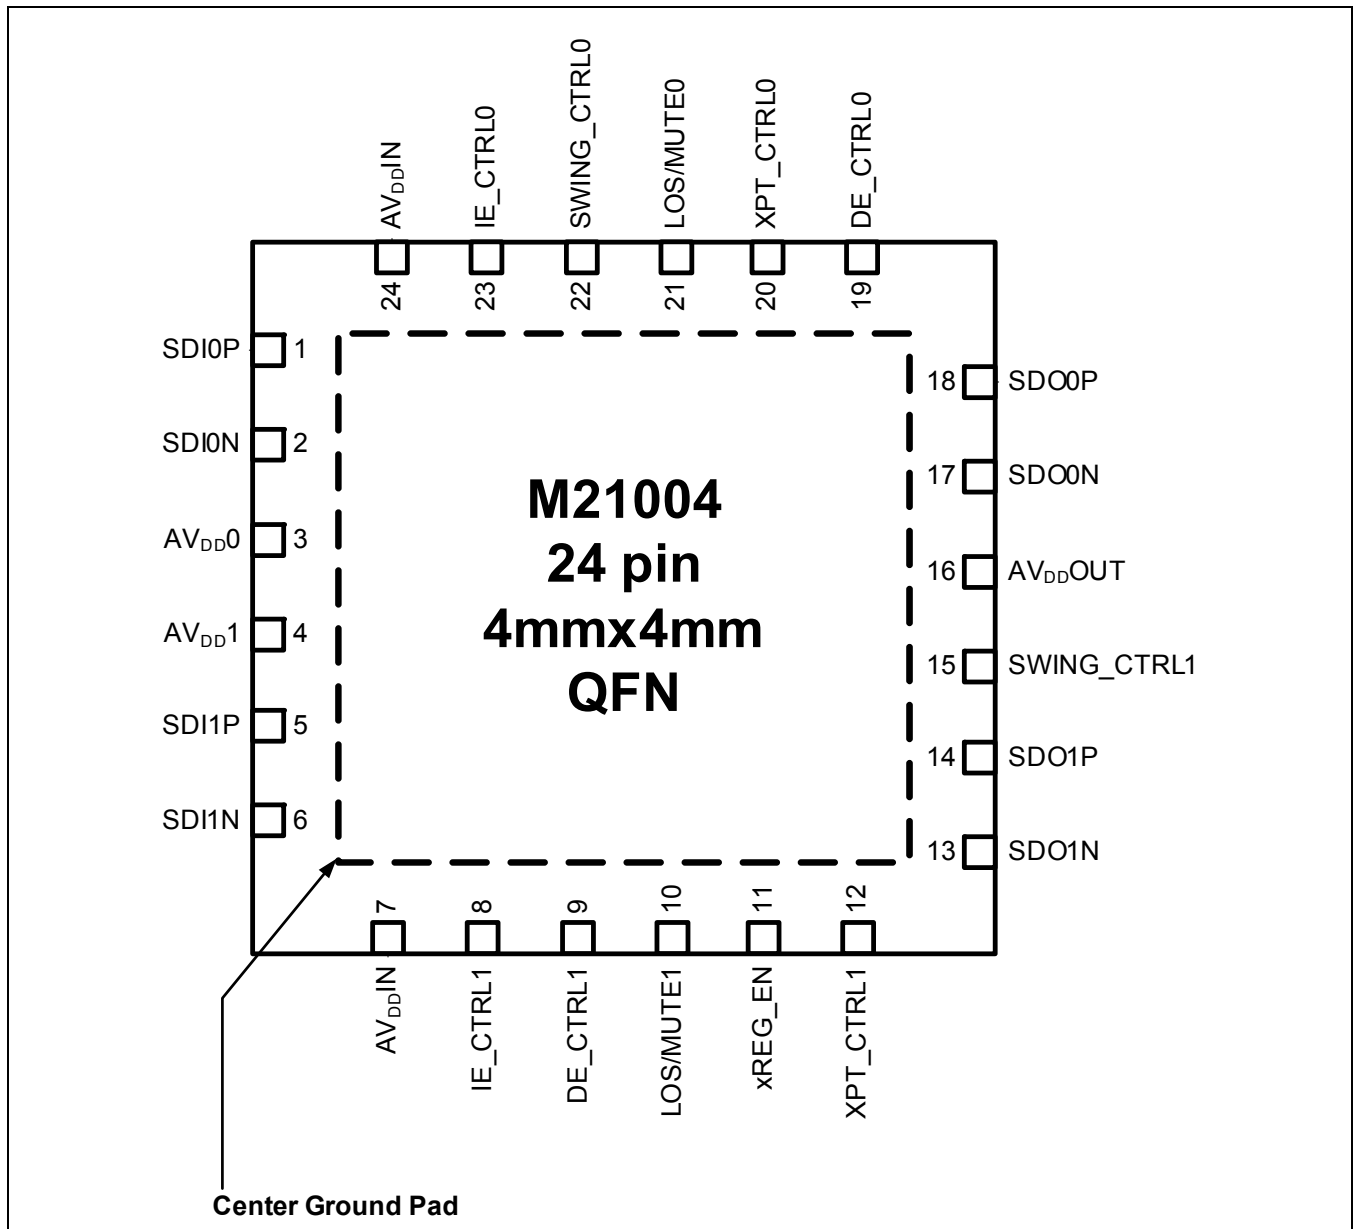 AVDDIN
IE_CTRL0
SWING_CTRL0
LOS/MUTE0
XPT_CTRL0
DE_CTRL0
24
23
22
21
20
19
SDI0P 1
SDI0N 2
AVDD0 3
AVDD1 4
SDI1P 5
SDI1N 6
M21004
24 pin
4mmx4mm
QFN
18 SDO0P
17 SDO0N
16 AVDDOUT
15 SWING_CTRL1
14 SDO1P
13 SDO1N
7
8
9
10
11
12
AVDDIN
IE_CTRL1
DE_CTRL1
LOS/MUTE1
xREG_EN
XPT_CTRL1
Center Ground Pad